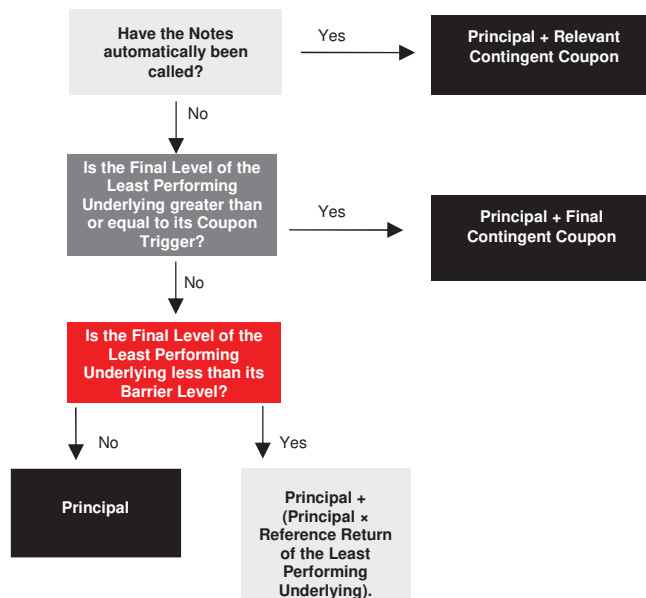 Have the Notes
automatically been
called?
Yes
Principal + Relevant
Contingent Coupon
No
Is the Final Level of the
Least Performing
Underlying greater than
or equal to its Coupon
Trigger?
Yes
Principal + Final
Contingent Coupon
No
Is the Final Level of the
Least Performing
Underlying less than its
Barrier Level?
No
Yes
Principal
Principal +
(Principal ×
Reference Return
of the Least
Performing
Underlying).